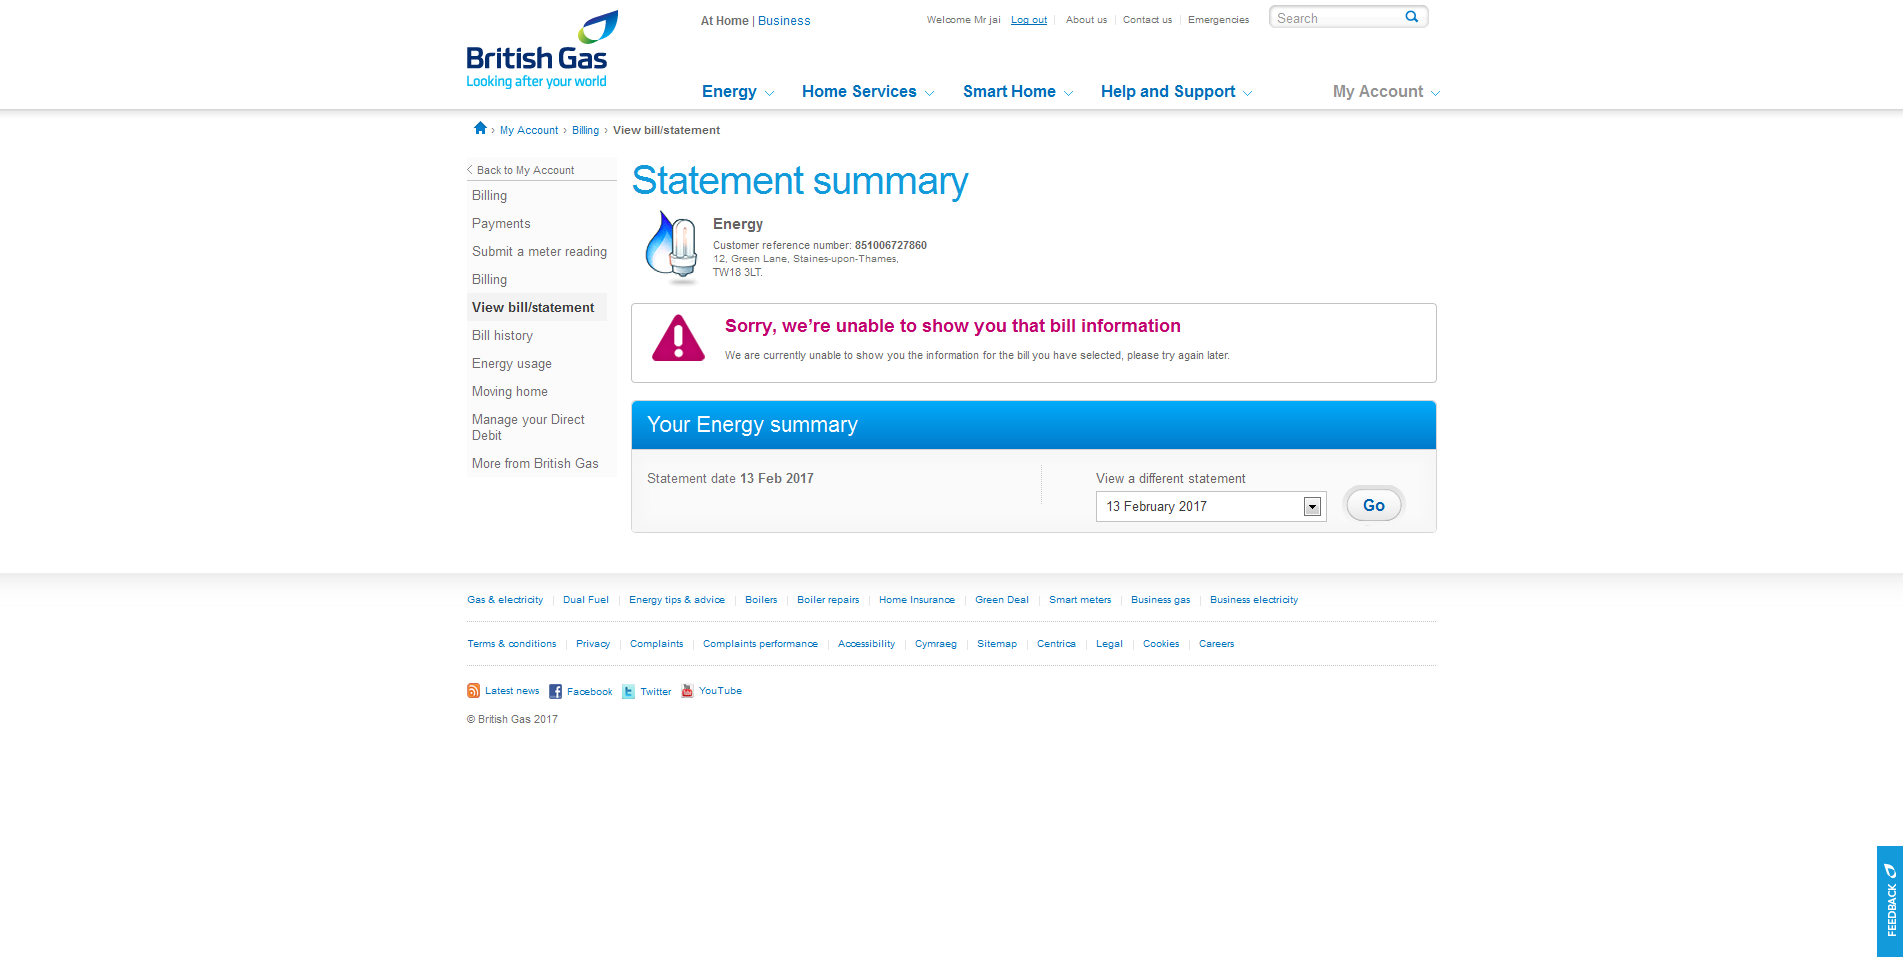 British Gas
Looking after your world
At Home | Business
Welcome Mr jai Log out About us Contact us Emergencies
Search
Energy Home Services Smart Home Help and Support My Account
› My Account › Billing › View bill/statement
Back to My Account
Billing
Payments
Submit a meter reading
Billing
View bill/statement
Bill history
Energy usage
Moving home
Manage your Direct
Debit
More from British Gas
Statement summary
Energy
Customer reference number: 851006727860
12, Green Lane, Staines-upon-Thames,
TW18 3LT.
Sorry, we’re unable to show you that bill information
We are currently unable to show you the information for the bill you have selected, please try again later.
Your Energy summary
Statement date 13 Feb 2017
View a different statement
13 February 2017
Go
Gas & electricity Dual Fuel Energy tips & advice Boilers Boiler repairs Home Insurance Green Deal Smart meters Business gas Business electricity
Terms & conditions Privacy Complaints Complaints performance Accessibility Cymraeg Sitemap Centrica Legal Cookies Careers
Latest news Facebook Twitter YouTube
© British Gas 2017
FEEDBACK